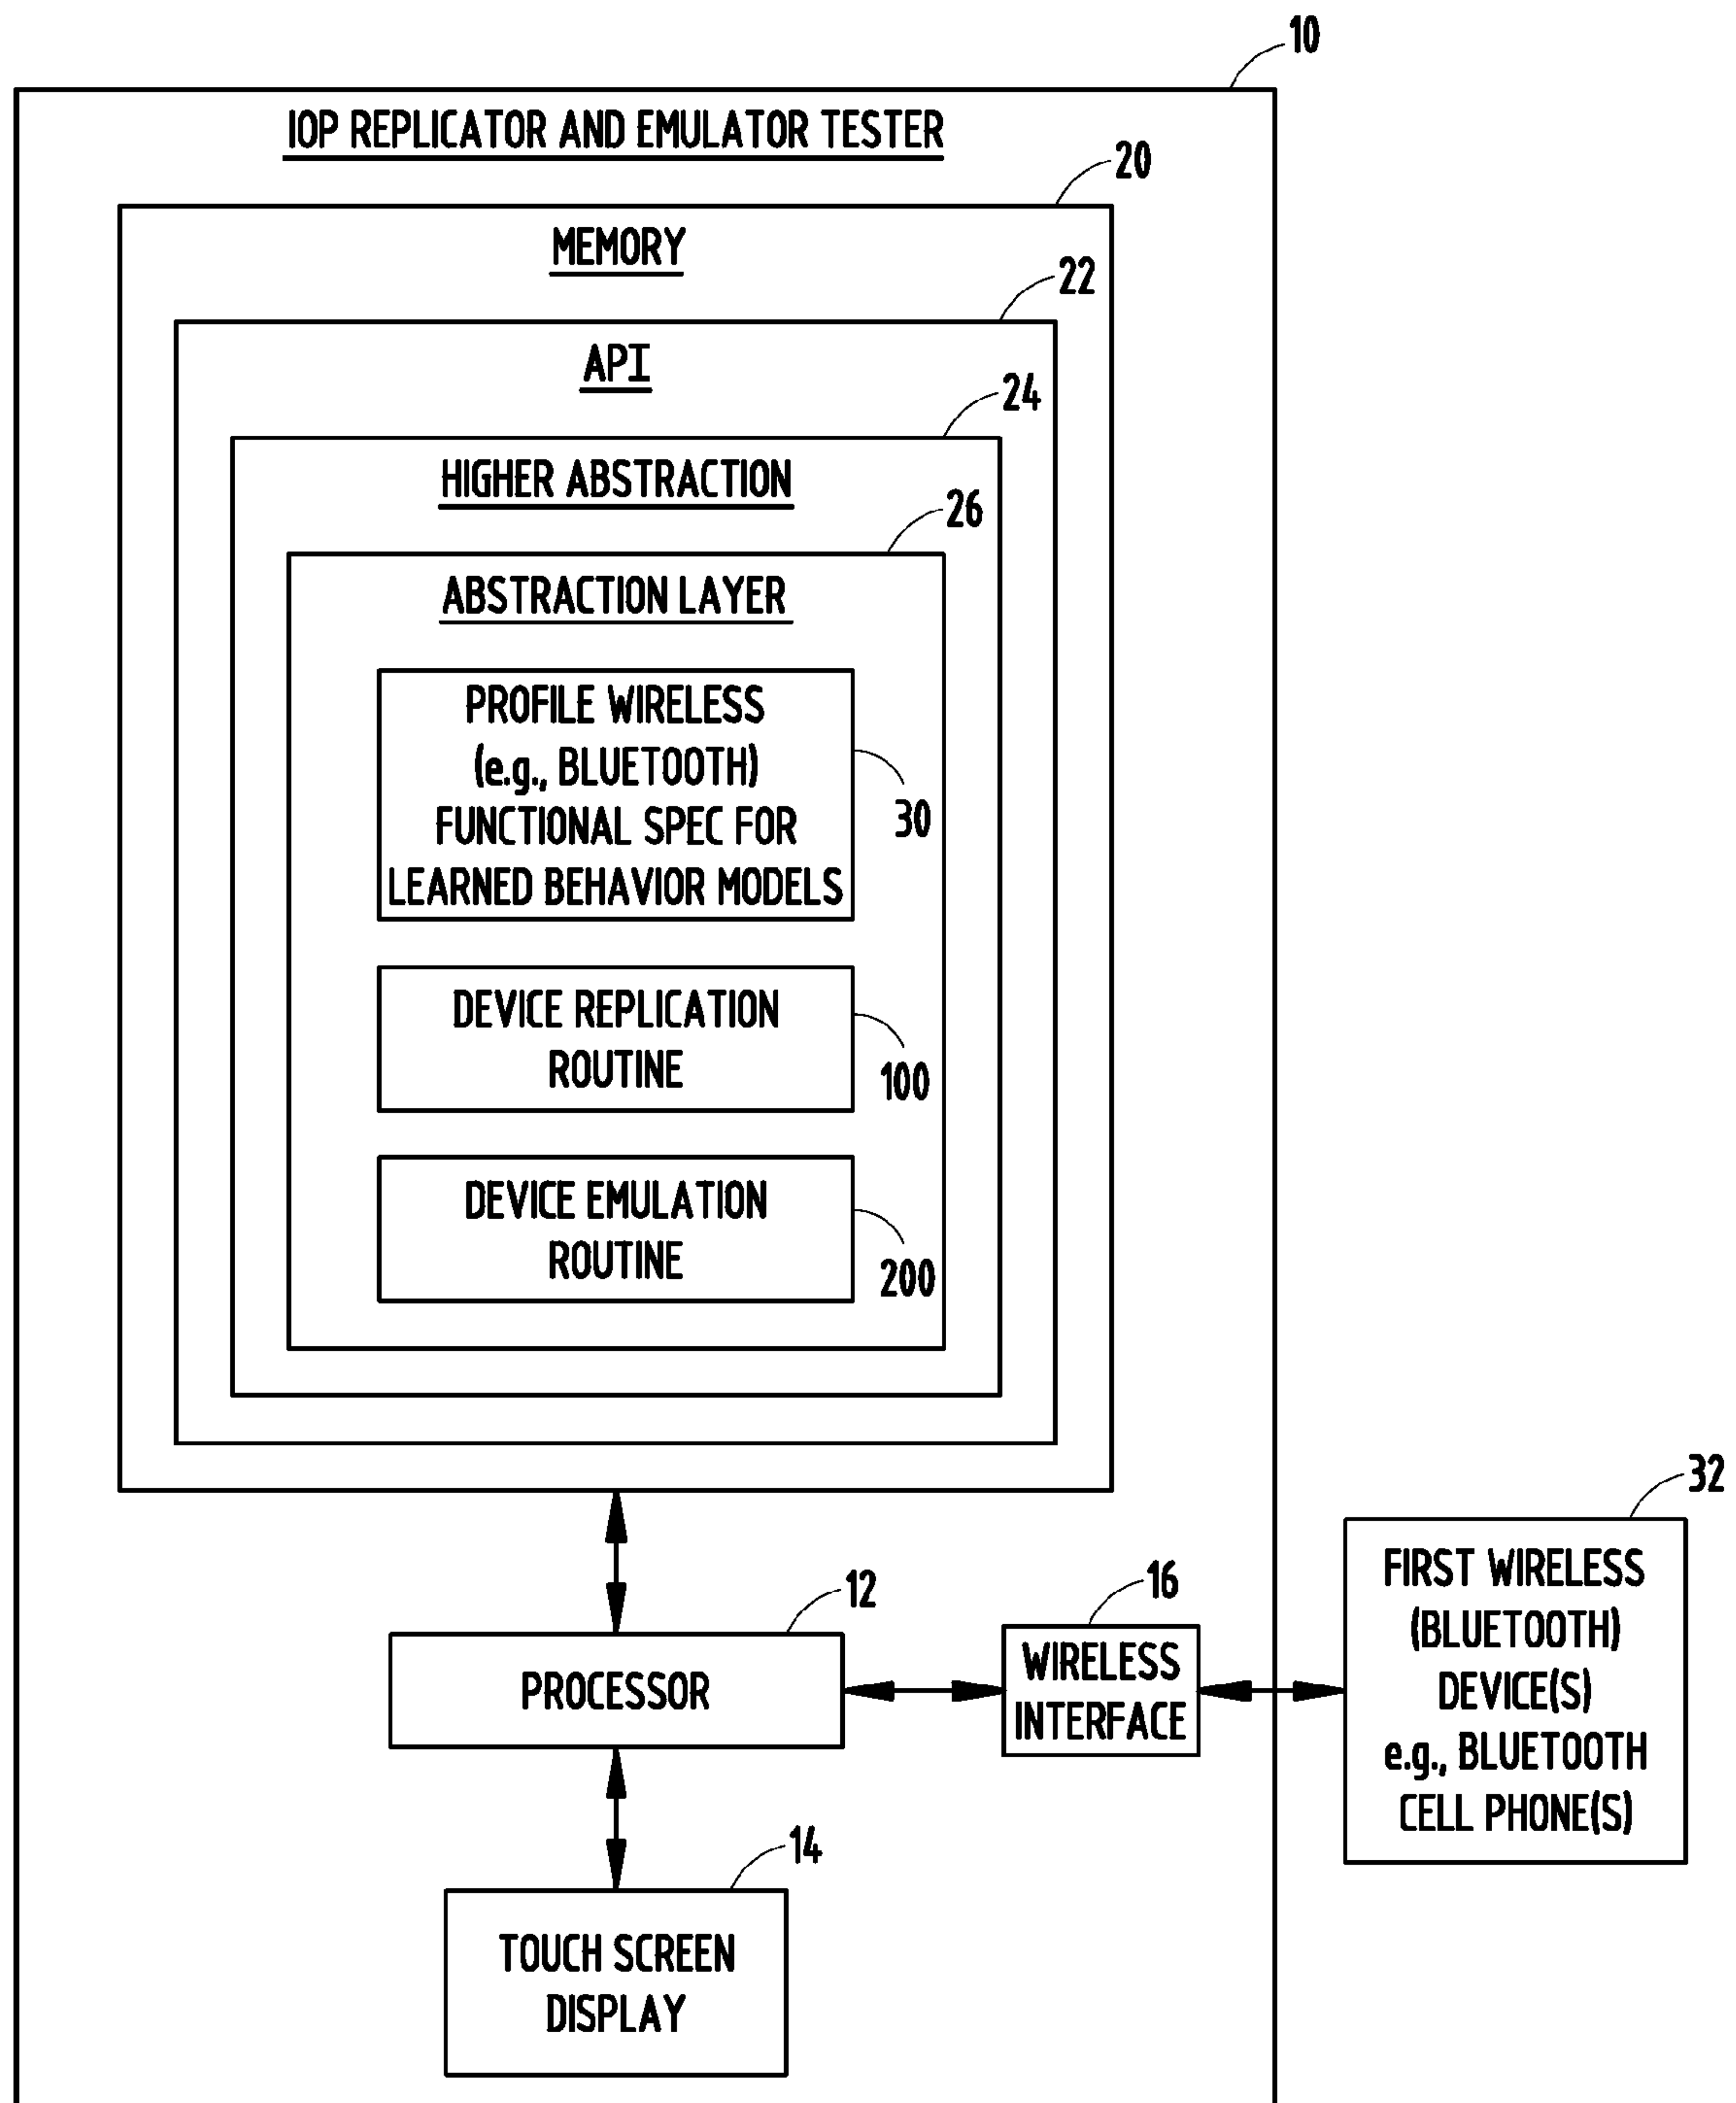 10
IOP REPLICATOR AND EMULATOR TESTER
20
MEMORY
22
API
24
HIGHER ABSTRACTION
26
ABSTRACTION LAYER
PROFILE WIRELESS
(e.g., BLUETOOTH)
FUNCTIONAL SPEC FOR
LEARNED BEHAVIOR MODELS
30
DEVICE REPLICATION
ROUTINE
100
DEVICE EMULATION
ROUTINE
200
12
PROCESSOR
16
WIRELESS
INTERFACE
32
FIRST WIRELESS
(BLUETOOTH)
DEVICE(S)
e.g., BLUETOOTH
CELL PHONE(S)
14
TOUCH SCREEN
DISPLAY